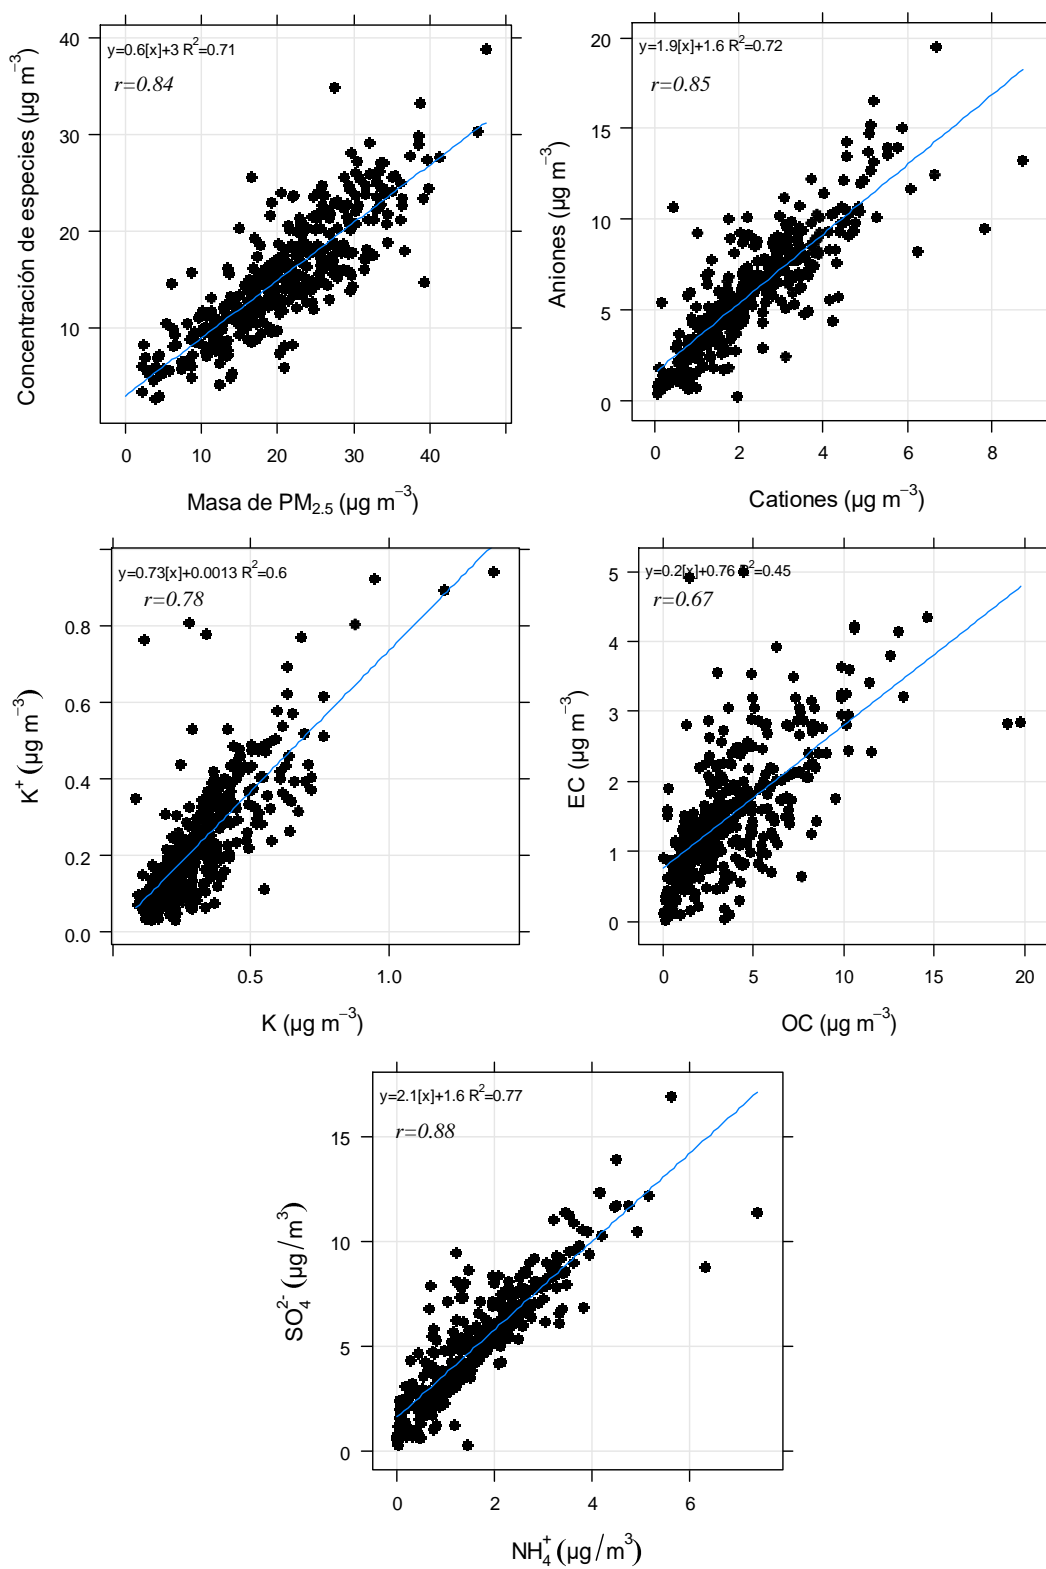 y=0.6[x]+3 R²=0.71
r=0.84
40
30
20
10
0 10 20 30 40
Concentración de especies (µg m⁻³)
Masa de PM₂.₅ (µg m⁻³)
y=1.9[x]+1.6 R²=0.72
r=0.85
20
15
10
5
0
0 2 4 6 8
Aniones (µg m⁻³)
Cationes (µg m⁻³)
y=0.73[x]+0.0013 R²=0.6
r=0.78
0.8
0.6
0.4
0.2
0.0
0.5 1.0
K⁺ (µg m⁻³)
K (µg m⁻³)
y=0.2[x]+0.76 R²=0.45
r=0.67
5
4
3
2
1
0
0 5 10 15 20
EC (µg m⁻³)
OC (µg m⁻³)
y=2.1[x]+1.6 R²=0.77
r=0.88
15
10
5
0
0 2 4 6
SO₄²⁻ (µg/m³)
NH₄⁺ (µg/m³)